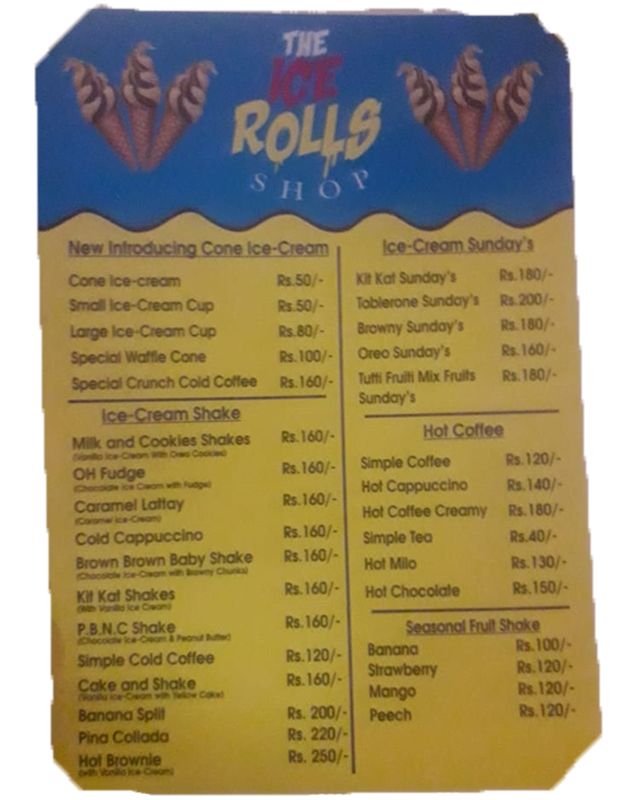 THE
ICE
ROLLS
SHOP
New Introducing Cone Ice-Cream
Cone Ice-cream Rs.50/-
Small Ice-Cream Cup Rs.50/-
Large Ice-Cream Cup Rs.80/-
Special Waffle Cone Rs.100/-
Special Crunch Cold Coffee Rs.160/-
Ice-Cream Shake
Milk and Cookies Shakes Rs.160/-
(Vanilla Ice-Cream With Oreo Cookies)
OH Fudge Rs.160/-
(Chocolate Ice Cream with Fudge)
Caramel Lattay Rs.160/-
(Caramel Ice-Cream)
Cold Cappuccino Rs.160/-
Brown Brown Baby Shake Rs.160/-
(Chocolate Ice-Cream with Browny Chunks)
Kit Kat Shakes Rs.160/-
(With Vanilla Ice Cream)
P.B.N.C Shake Rs.160/-
(Chocolate Ice-Cream & Peanut Butter)
Simple Cold Coffee Rs.120/-
Cake and Shake Rs.160/-
(Vanilla Ice-Cream with Yellow Cake)
Banana Split Rs. 200/-
Pina Collada Rs. 220/-
Hot Brownie Rs. 250/-
(with Vanilla Ice-Cream)
Ice-Cream Sunday's
Kit Kat Sunday's Rs.180/-
Toblerone Sunday's Rs.200/-
Browny Sunday's Rs.180/-
Oreo Sunday's Rs.160/-
Tutti Fruiti Mix Fruits Rs.180/-
Sunday's
Hot Coffee
Simple Coffee Rs.120/-
Hot Cappuccino Rs.140/-
Hot Coffee Creamy Rs.180/-
Simple Tea Rs.40/-
Hot Milo Rs.130/-
Hot Chocolate Rs.150/-
Seasonal Fruit Shake
Banana Rs.100/-
Strawberry Rs.120/-
Mango Rs.120/-
Peech Rs.120/-